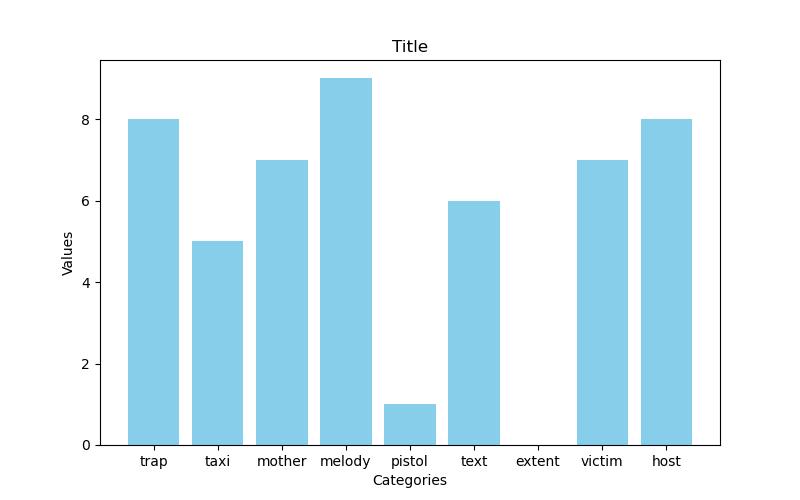 Title
Values
8
6
4
2
0
trap taxi mother melody pistol text extent victim host
Categories